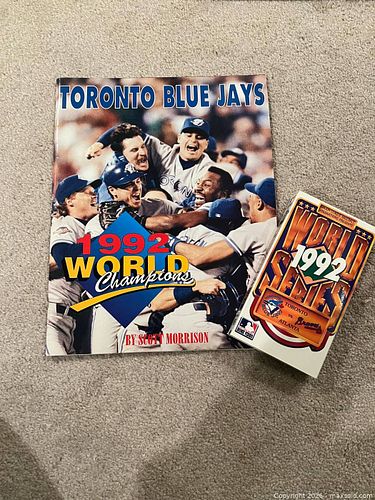 TORONTO BLUE JAYS
1992
WORLD
Champions
BY SCOTT MORRISON
WORLD
1992
SERIES
TORONTO
vs
Braves
ATLANTA
Copyright 2026 - maxsold.com